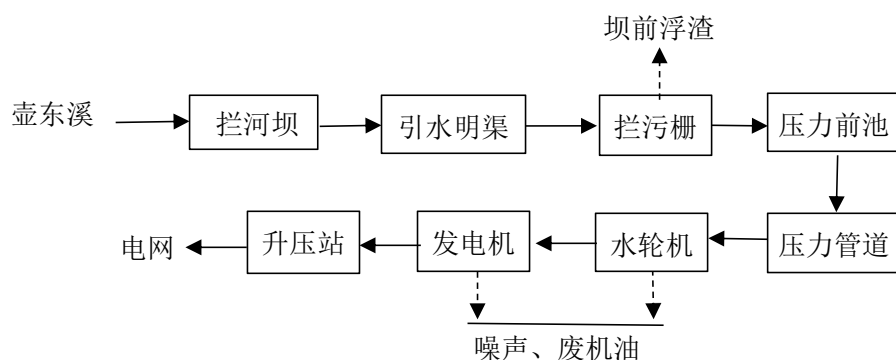 坝前浮渣
壶东溪 拦河坝 引水明渠 拦污栅 压力前池
电网 升压站 发电机 水轮机 压力管道
噪声、废机油